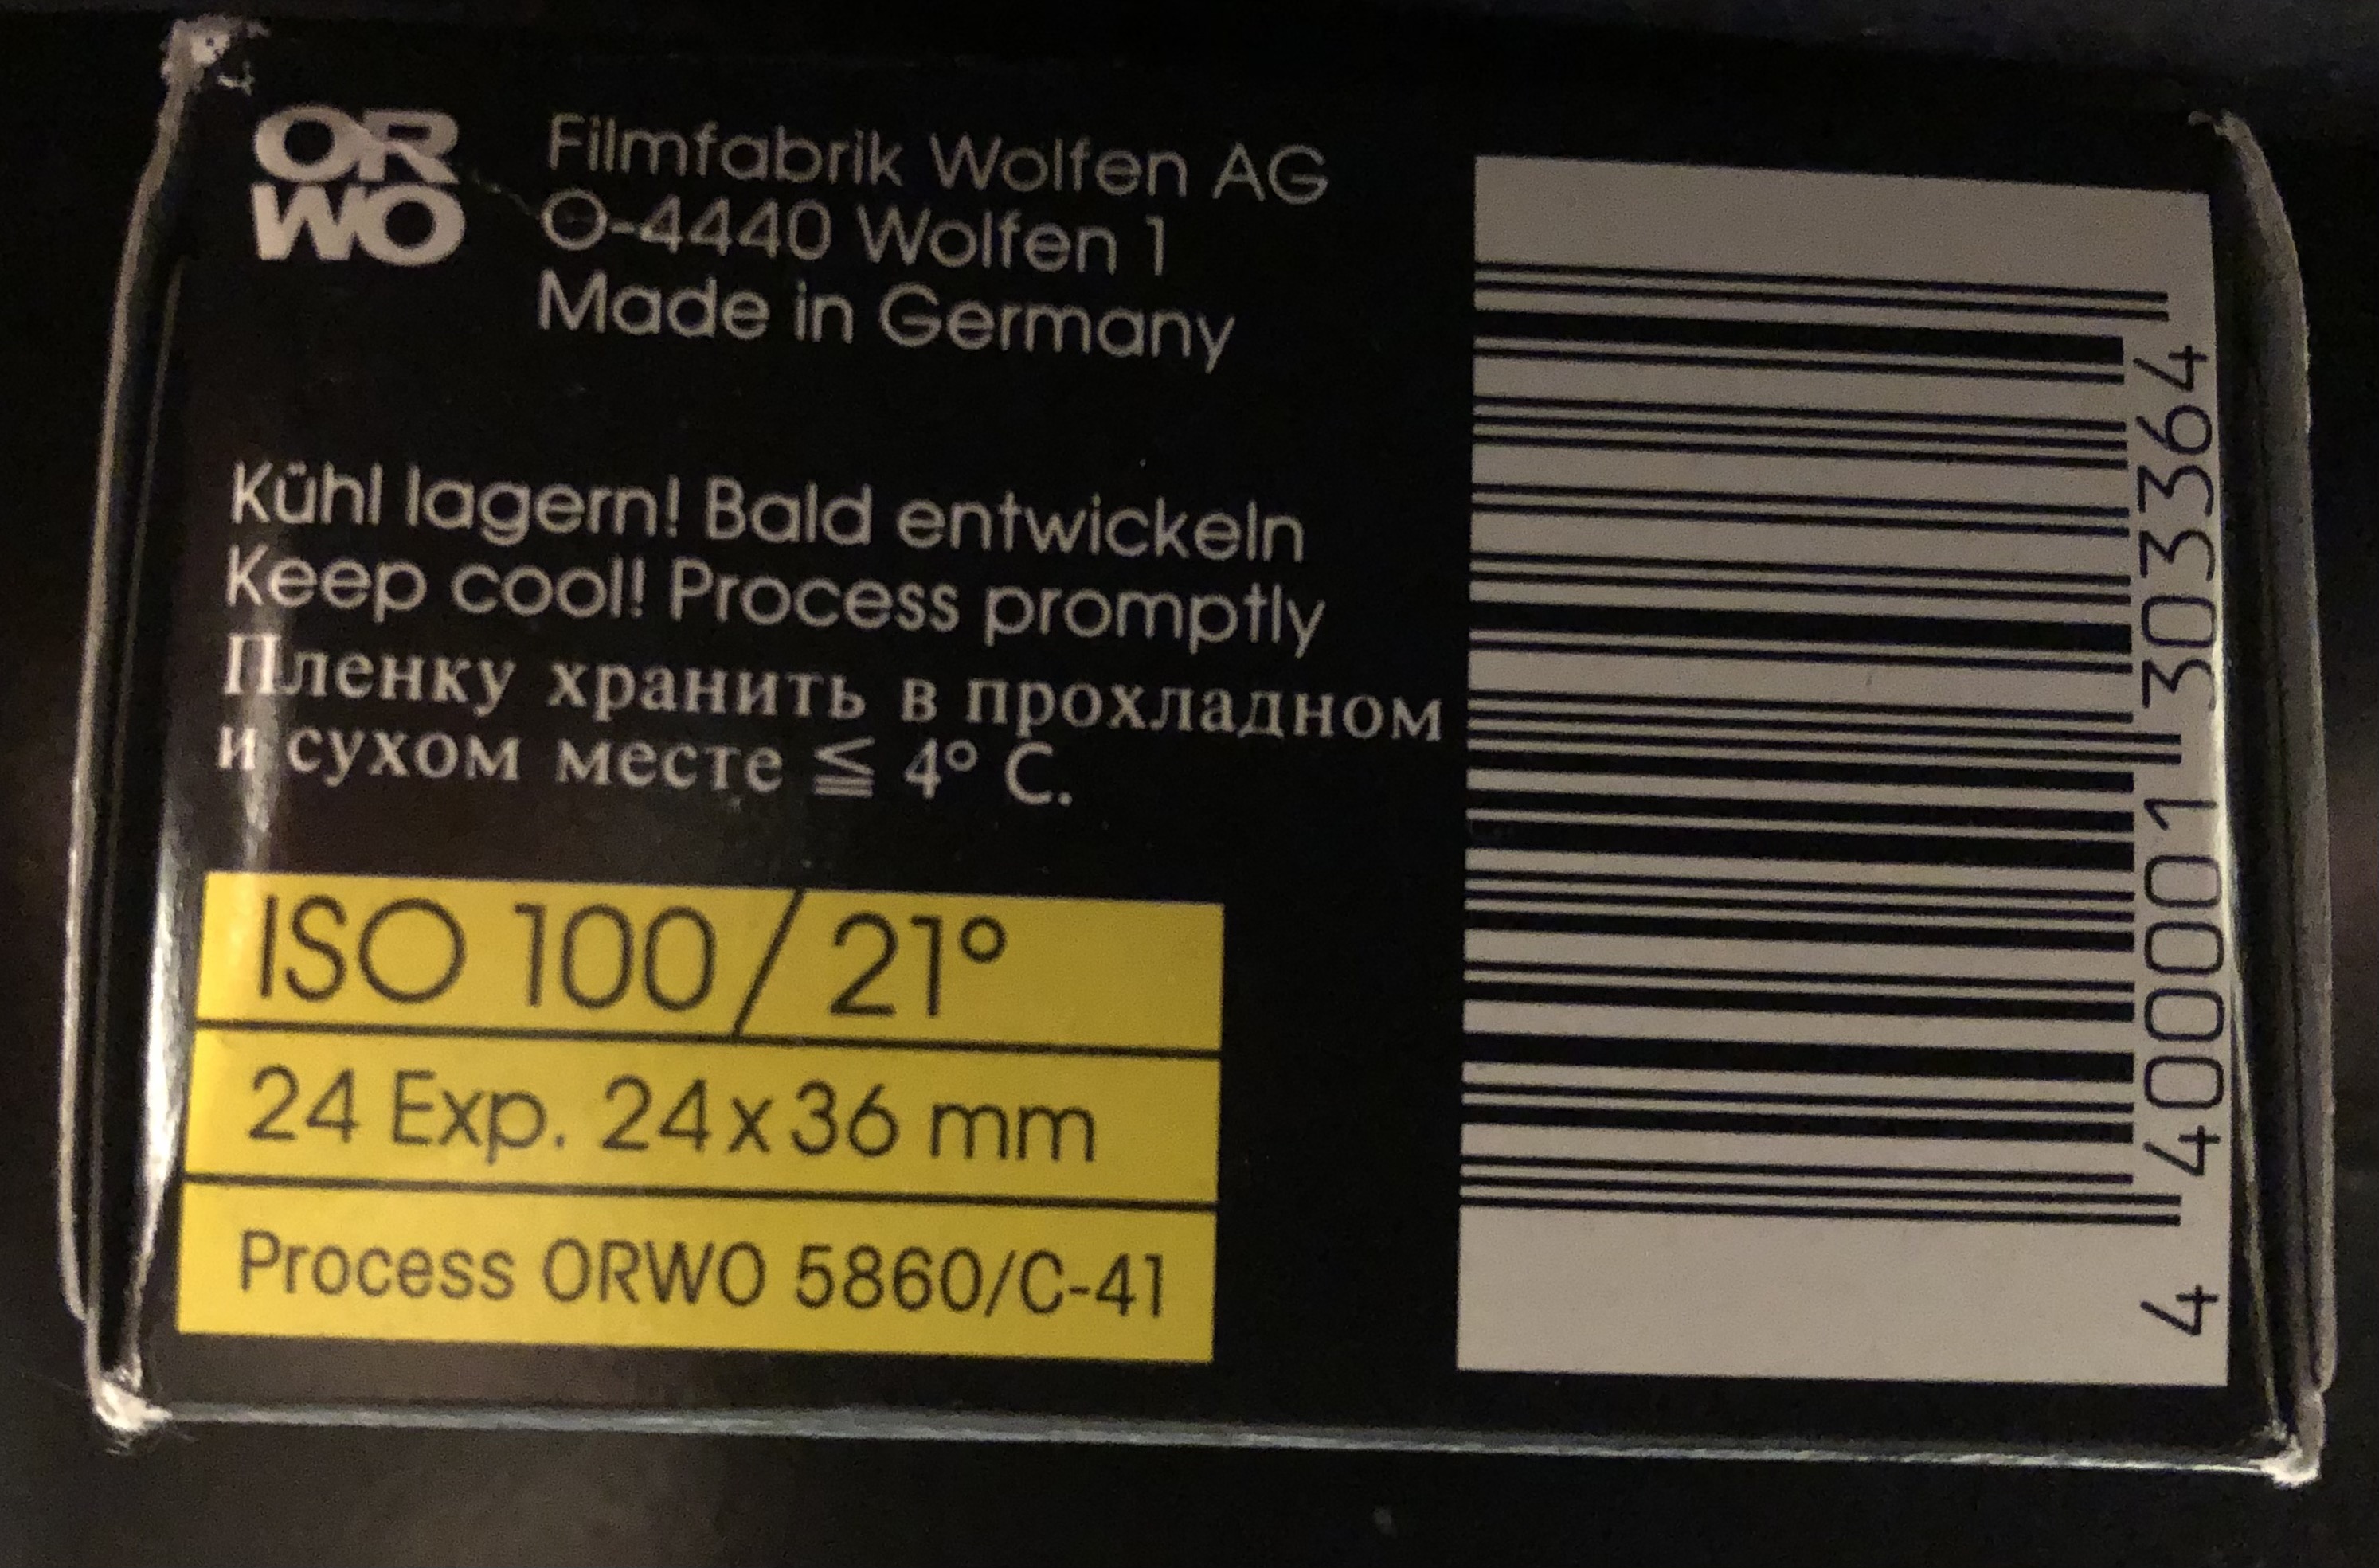 OR
WO
Filmfabrik Wolfen AG
O-4440 Wolfen 1
Made in Germany
Kühl lagern! Bald entwickeln
Keep cool! Process promptly
Пленку хранить в прохладном
и сухом месте ≦ 4° C.
ISO 100/21°
24 Exp. 24x36 mm
Process ORWO 5860/C-41
4 400001 303364